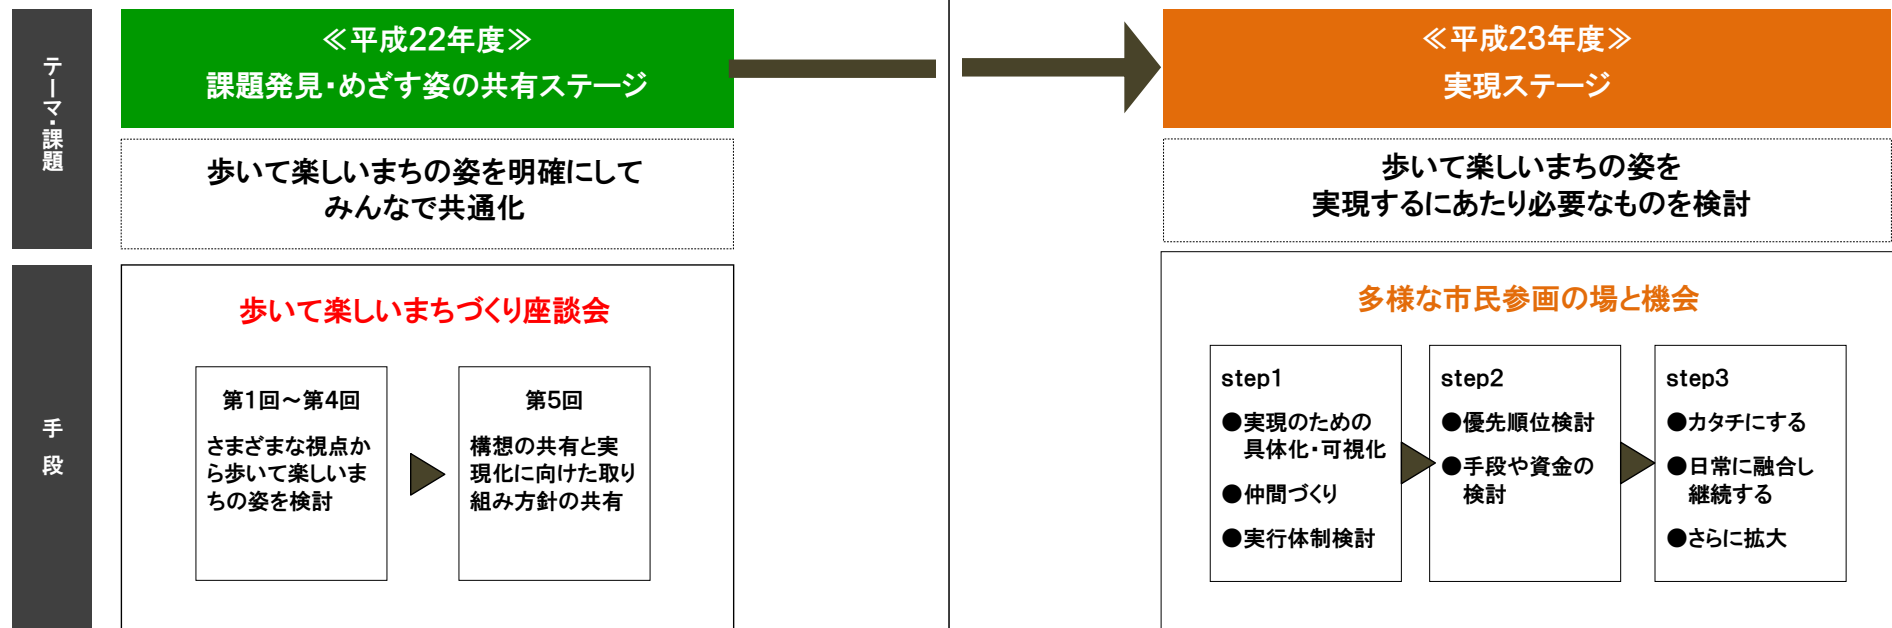 テーマ・課題
≪平成22年度≫
課題発見・めざす姿の共有ステージ
歩いて楽しいまちの姿を明確にして
みんなで共通化
≪平成23年度≫
実現ステージ
歩いて楽しいまちの姿を
実現するにあたり必要なものを検討
手段
歩いて楽しいまちづくり座談会
第1回～第4回
さまざまな視点か
ら歩いて楽しいま
ちの姿を検討
第5回
構想の共有と実
現化に向けた取り
組み方針の共有
多様な市民参画の場と機会
step1
●実現のための
具体化・可視化
●仲間づくり
●実行体制検討
step2
●優先順位検討
●手段や資金の
検討
step3
●カタチにする
●日常に融合し
継続する
●さらに拡大